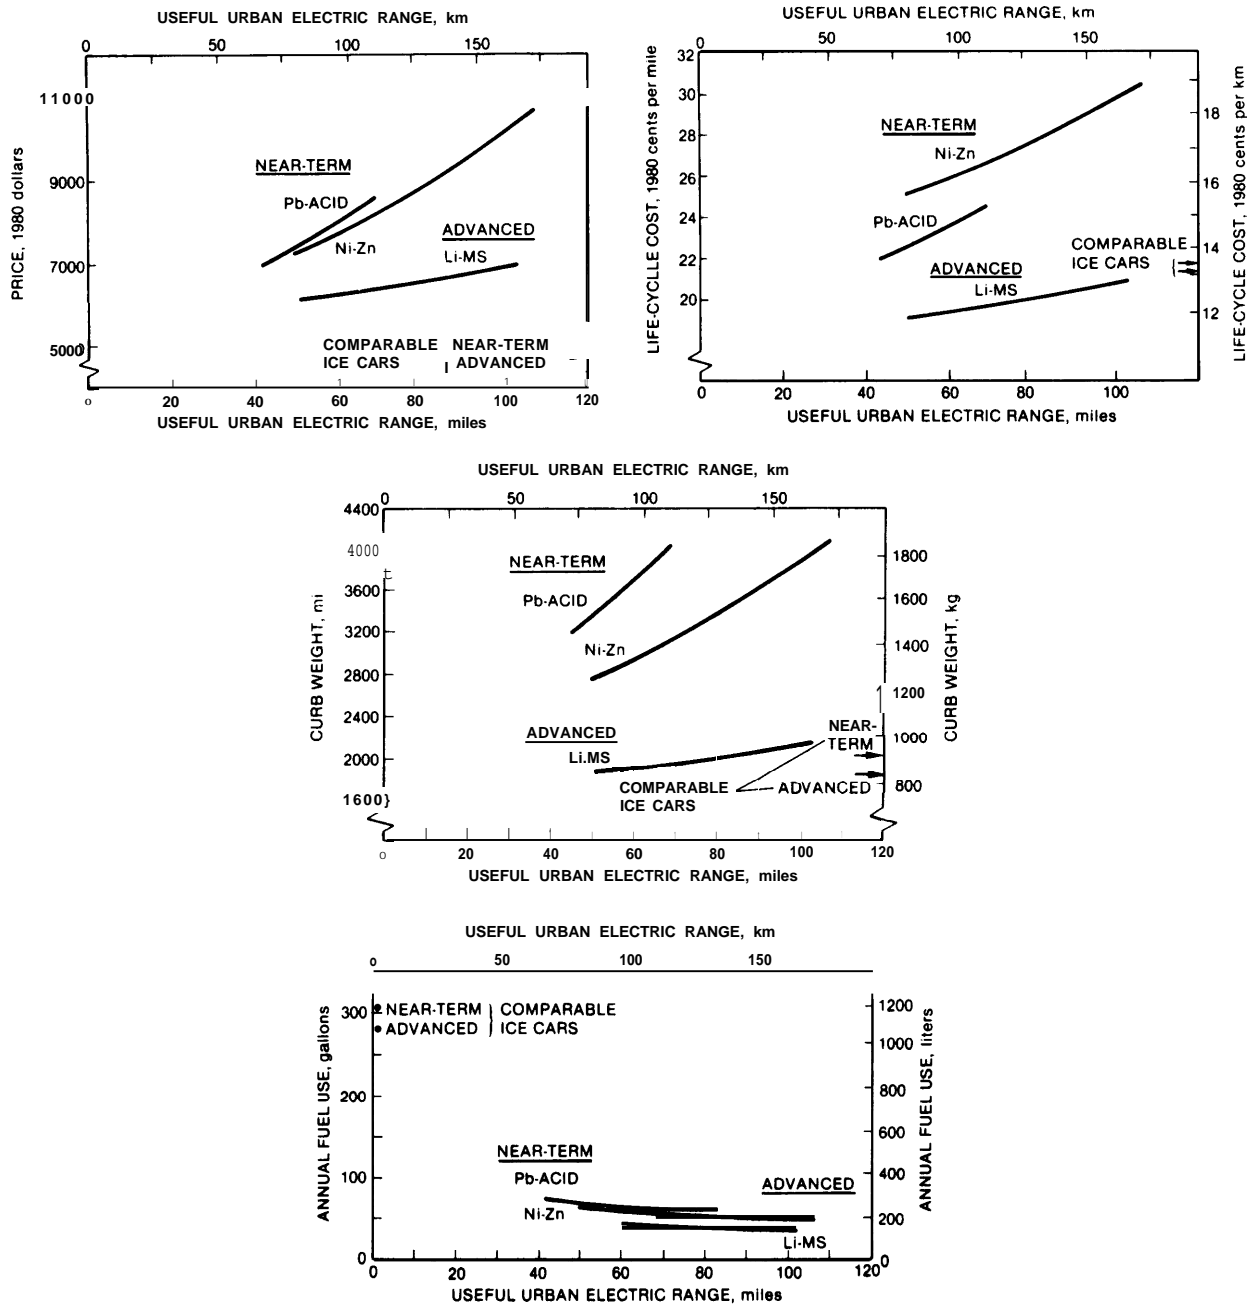 USEFUL URBAN ELECTRIC RANGE, km
0 50 100 150
11000
9000
7000
5000
PRICE, 1980 dollars
NEAR-TERM
Pb-ACID
Ni-Zn
ADVANCED
Li-MS
COMPARABLE NEAR-TERM
ICE CARS ADVANCED
0 20 40 60 80 100 120
USEFUL URBAN ELECTRIC RANGE, miles
USEFUL URBAN ELECTRIC RANGE, km
0 50 100 150
32
30
28
26
24
22
20
LIFE-CYCLLE COST, 1980 cents per mile
18
16
14
12
LIFE-CYCLE COST, 1980 cents per km
NEAR-TERM
Ni-Zn
Pb-ACID
ADVANCED
Li-MS
COMPARABLE
ICE CARS
0 20 40 60 80 100
USEFUL URBAN ELECTRIC RANGE, miles
USEFUL URBAN ELECTRIC RANGE, km
0 50 100 150
4400
4000
3600
3200
2800
2400
2000
1600}
CURB WEIGHT, mi
1800
1600
1400
1200
1000
800
CURB WEIGHT, kg
NEAR-TERM
Pb-ACID
Ni-Zn
ADVANCED
Li.MS
NEAR-
TERM
COMPARABLE ADVANCED
ICE CARS
0 20 40 60 80 100 120
USEFUL URBAN ELECTRIC RANGE, miles
USEFUL URBAN ELECTRIC RANGE, km
0 50 100 150
300
200
100
0
ANNUAL FUEL USE, gallons
1200
1000
800
600
400
200
0
ANNUAL FUEL USE, liters
NEAR-TERM COMPARABLE
ADVANCED ICE CARS
NEAR-TERM
Pb-ACID
Ni-Zn
ADVANCED
Li-MS
0 20 40 60 80 100 120
USEFUL URBAN ELECTRIC RANGE, miles